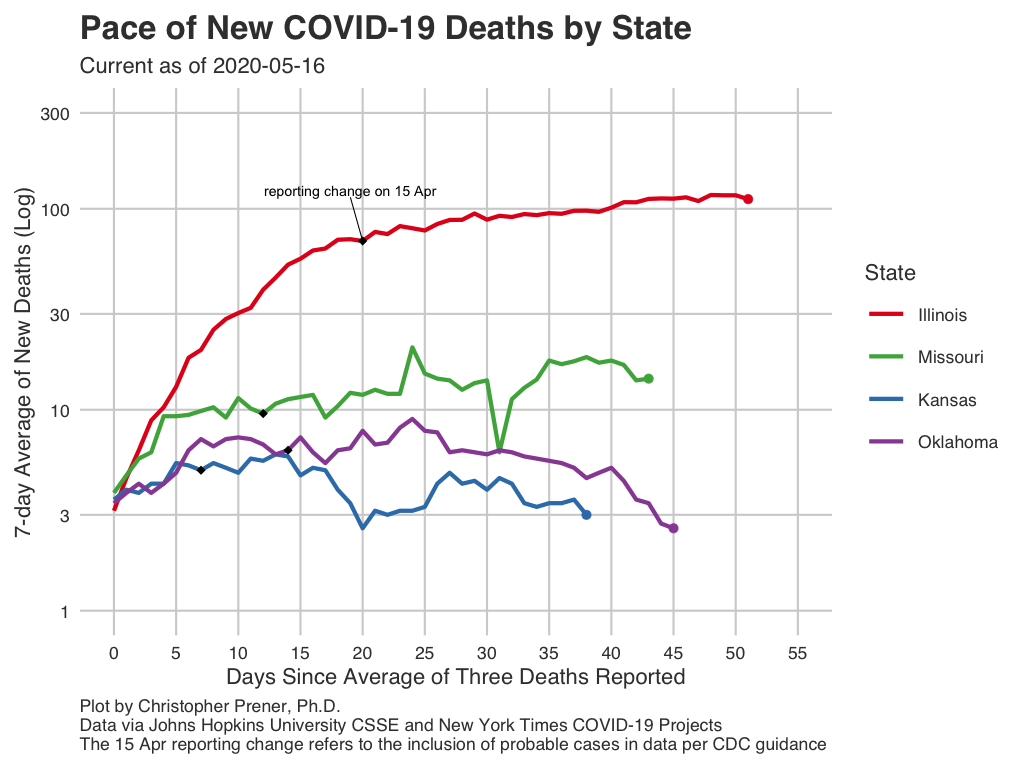 Pace of New COVID-19 Deaths by State
Current as of 2020-05-16
7-day Average of New Deaths (Log)
300
100
30
10
3
1
reporting change on 15 Apr
0 5 10 15 20 25 30 35 40 45 50 55
Days Since Average of Three Deaths Reported
State
Illinois
Missouri
Kansas
Oklahoma
Plot by Christopher Prener, Ph.D.
Data via Johns Hopkins University CSSE and New York Times COVID-19 Projects
The 15 Apr reporting change refers to the inclusion of probable cases in data per CDC guidance